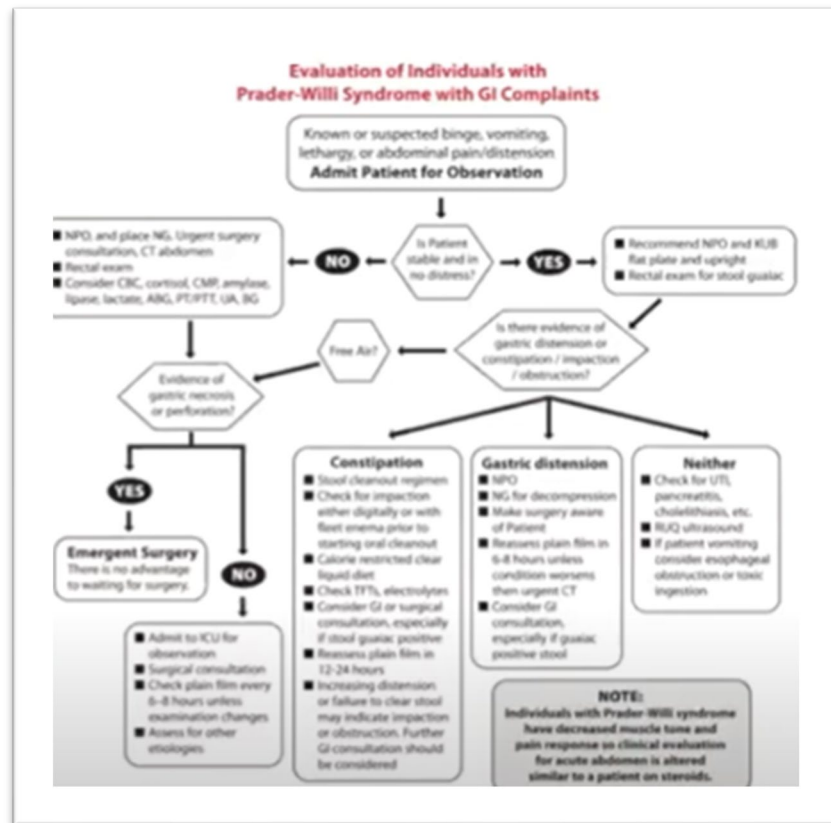 Evaluation of Individuals with
Prader-Willi Syndrome with GI Complaints
Known or suspected binge, vomiting,
lethargy, or abdominal pain/distension
Admit Patient for Observation
Is Patient
stable and in
no distress?
NO
YES
■ NPO, and place NG, Urgent surgery
consultation, CT abdomen
■ Rectal exam
■ Consider CBC, cortisol, CMP, amylase,
lipase, lactate, ABG, PT/PTT, UA, BG
■ Recommend NPO and KUB
flat plate and upright
■ Rectal exam for stool guaiac
Is there evidence of
gastric distension or
constipation / impaction
/ obstruction?
Free Air?
Evidence of
gastric necrosis
or perforation?
YES
Emergent Surgery
There is no advantage
to waiting for surgery.
NO
■ Admit to ICU for
observation
■ Surgical consultation
■ Check plain film every
6-8 hours unless
examination changes
■ Assess for other
etiologies
Constipation
■ Stool cleanout regimen
■ Check for impaction
either digitally or with
fleet enema prior to
starting oral cleanout
■ Calorie restricted clear
liquid diet
■ Check TFTs, electrolytes
■ Consider GI or surgical
consultation, especially
if stool guaiac positive
■ Reassess plain film in
12-24 hours
■ Increasing distension
or failure to clear stool
may indicate impaction
or obstruction. Further
GI consultation should
be considered
Gastric distension
■ NPO
■ NG for decompression
■ Make surgery aware
of Patient
■ Reassess plain film in
6-8 hours unless
condition worsens
then urgent CT
■ Consider GI
consultation,
especially if guaiac
positive stool
Neither
■ Check for UTI,
pancreatitis,
cholelithiasis, etc.
■ RUQ ultrasound
■ If patient vomiting
consider esophageal
obstruction or toxic
ingestion
NOTE:
Individuals with Prader-Willi syndrome
have decreased muscle tone and
pain response so clinical evaluation
for acute abdomen is altered
similar to a patient on steroids.